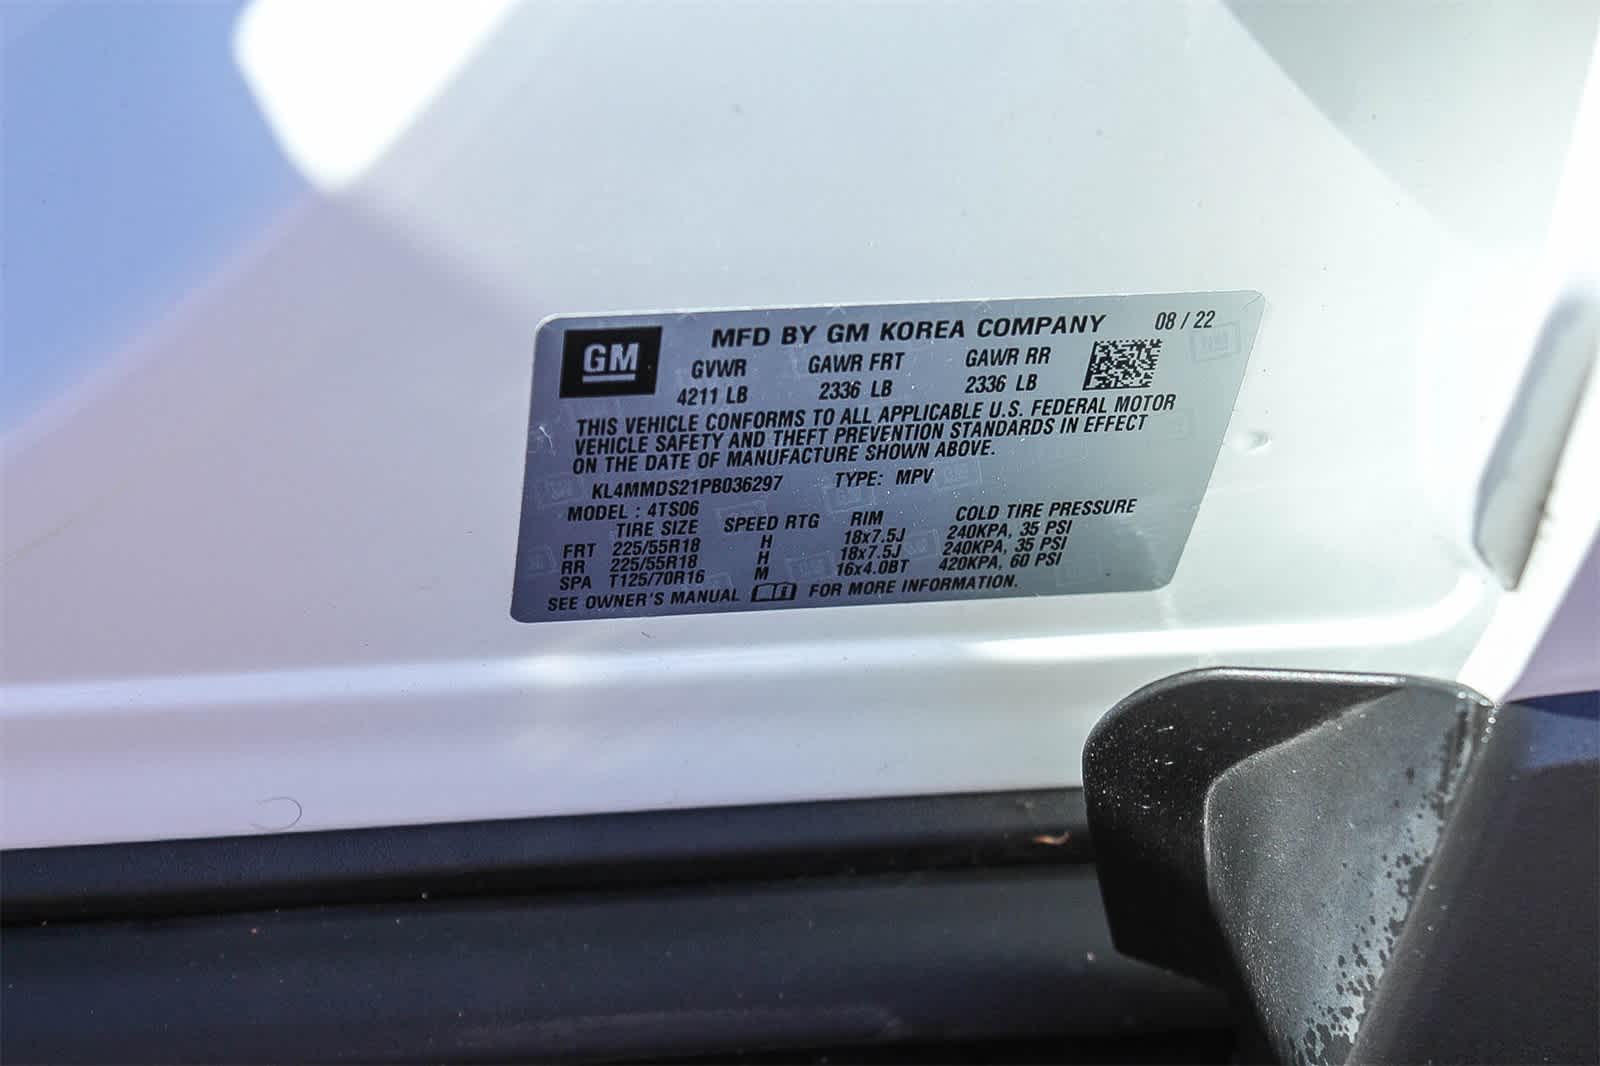 GM MFD BY GM KOREA COMPANY 08 / 22
GVWR GAWR FRT GAWR RR
4211 LB 2336 LB 2336 LB
THIS VEHICLE CONFORMS TO ALL APPLICABLE U.S. FEDERAL MOTOR
VEHICLE SAFETY AND THEFT PREVENTION STANDARDS IN EFFECT
ON THE DATE OF MANUFACTURE SHOWN ABOVE.
KL4MMDS21PB036297 TYPE: MPV
MODEL : 4TS06
TIRE SIZE SPEED RTG RIM COLD TIRE PRESSURE
FRT 225/55R18 H 18x7.5J 240KPA, 35 PSI
RR 225/55R18 H 18x7.5J 240KPA, 35 PSI
SPA T125/70R16 M 16x4.0BT 420KPA, 60 PSI
SEE OWNER'S MANUAL FOR MORE INFORMATION.